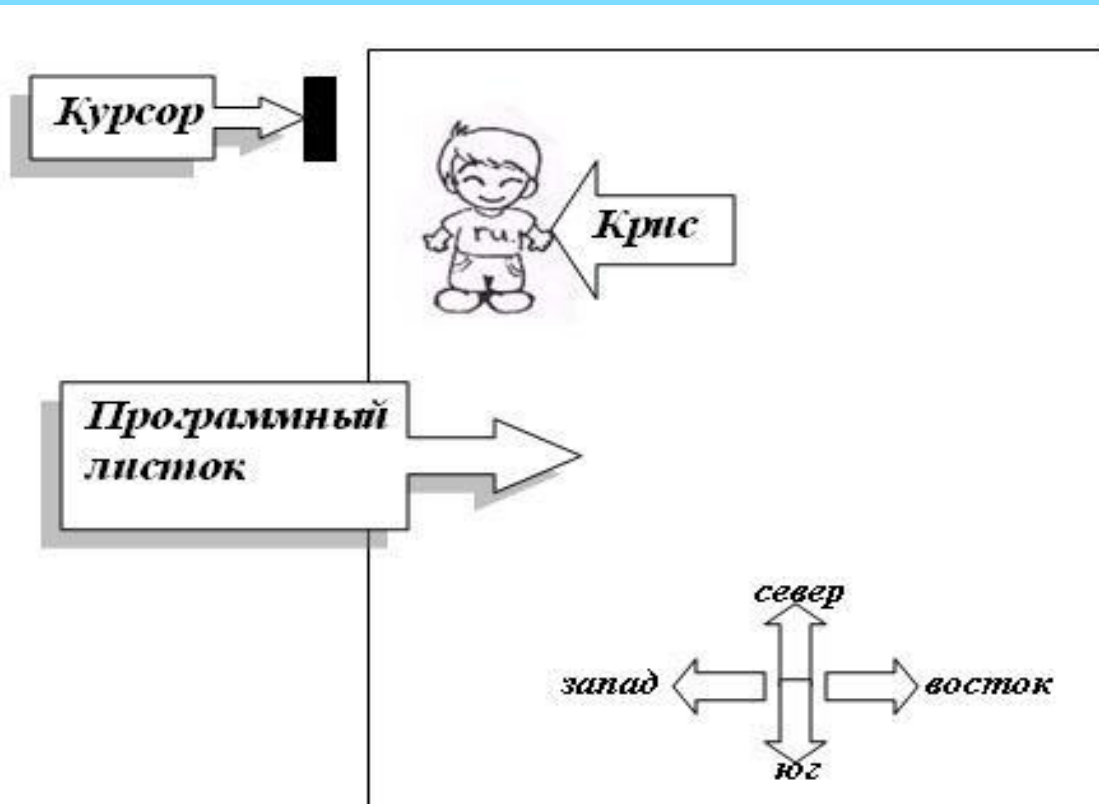 Курсор
ru.
Крис
Программный
листок
север
запад
восток
юг